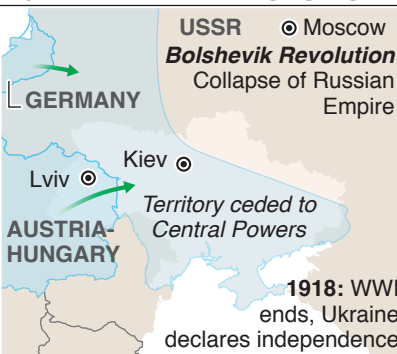 USSR
Moscow
Bolshevik Revolution
Collapse of Russian
Empire
GERMANY
Kiev
Lviv
Territory ceded to
Central Powers
AUSTRIA-
HUNGARY
1918: WWI
ends, Ukraine
declares independence